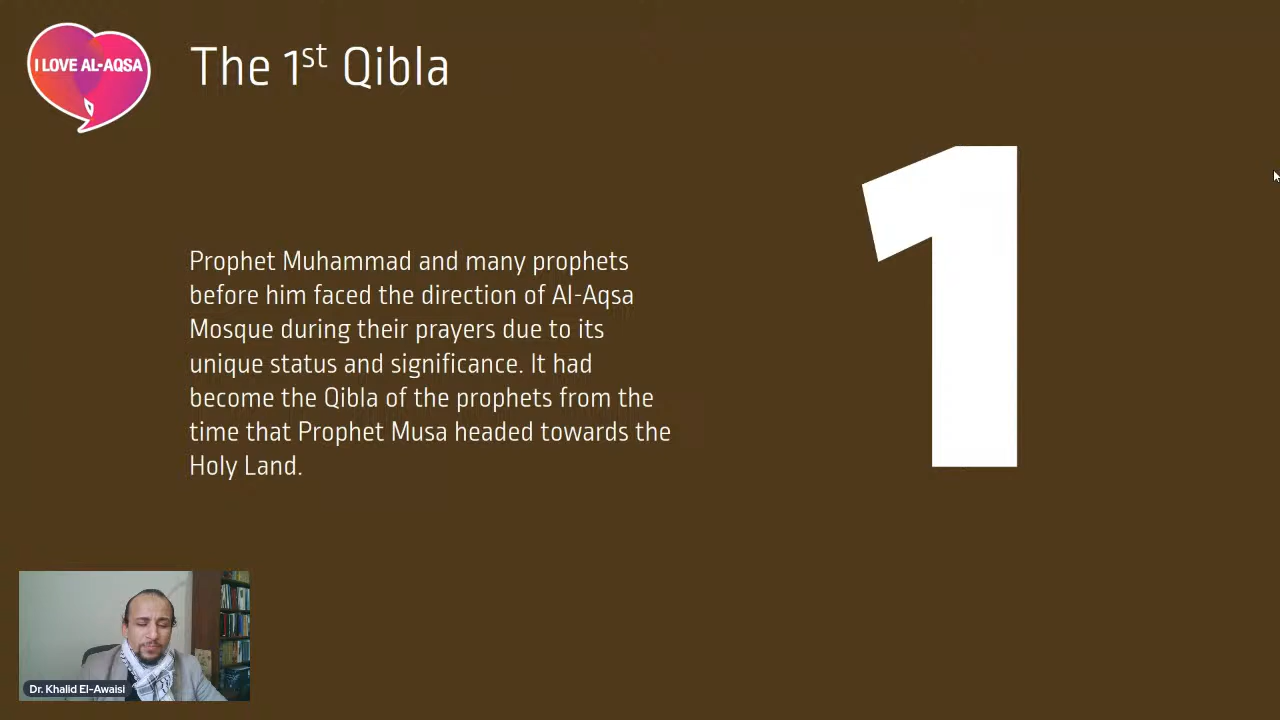 I LOVE AL-AQSA
The 1st Qibla
1
Prophet Muhammad and many prophets
before him faced the direction of Al-Aqsa
Mosque during their prayers due to its
unique status and significance. It had
become the Qibla of the prophets from the
time that Prophet Musa headed towards the
Holy Land.
Dr. Khalid El-Awaisi